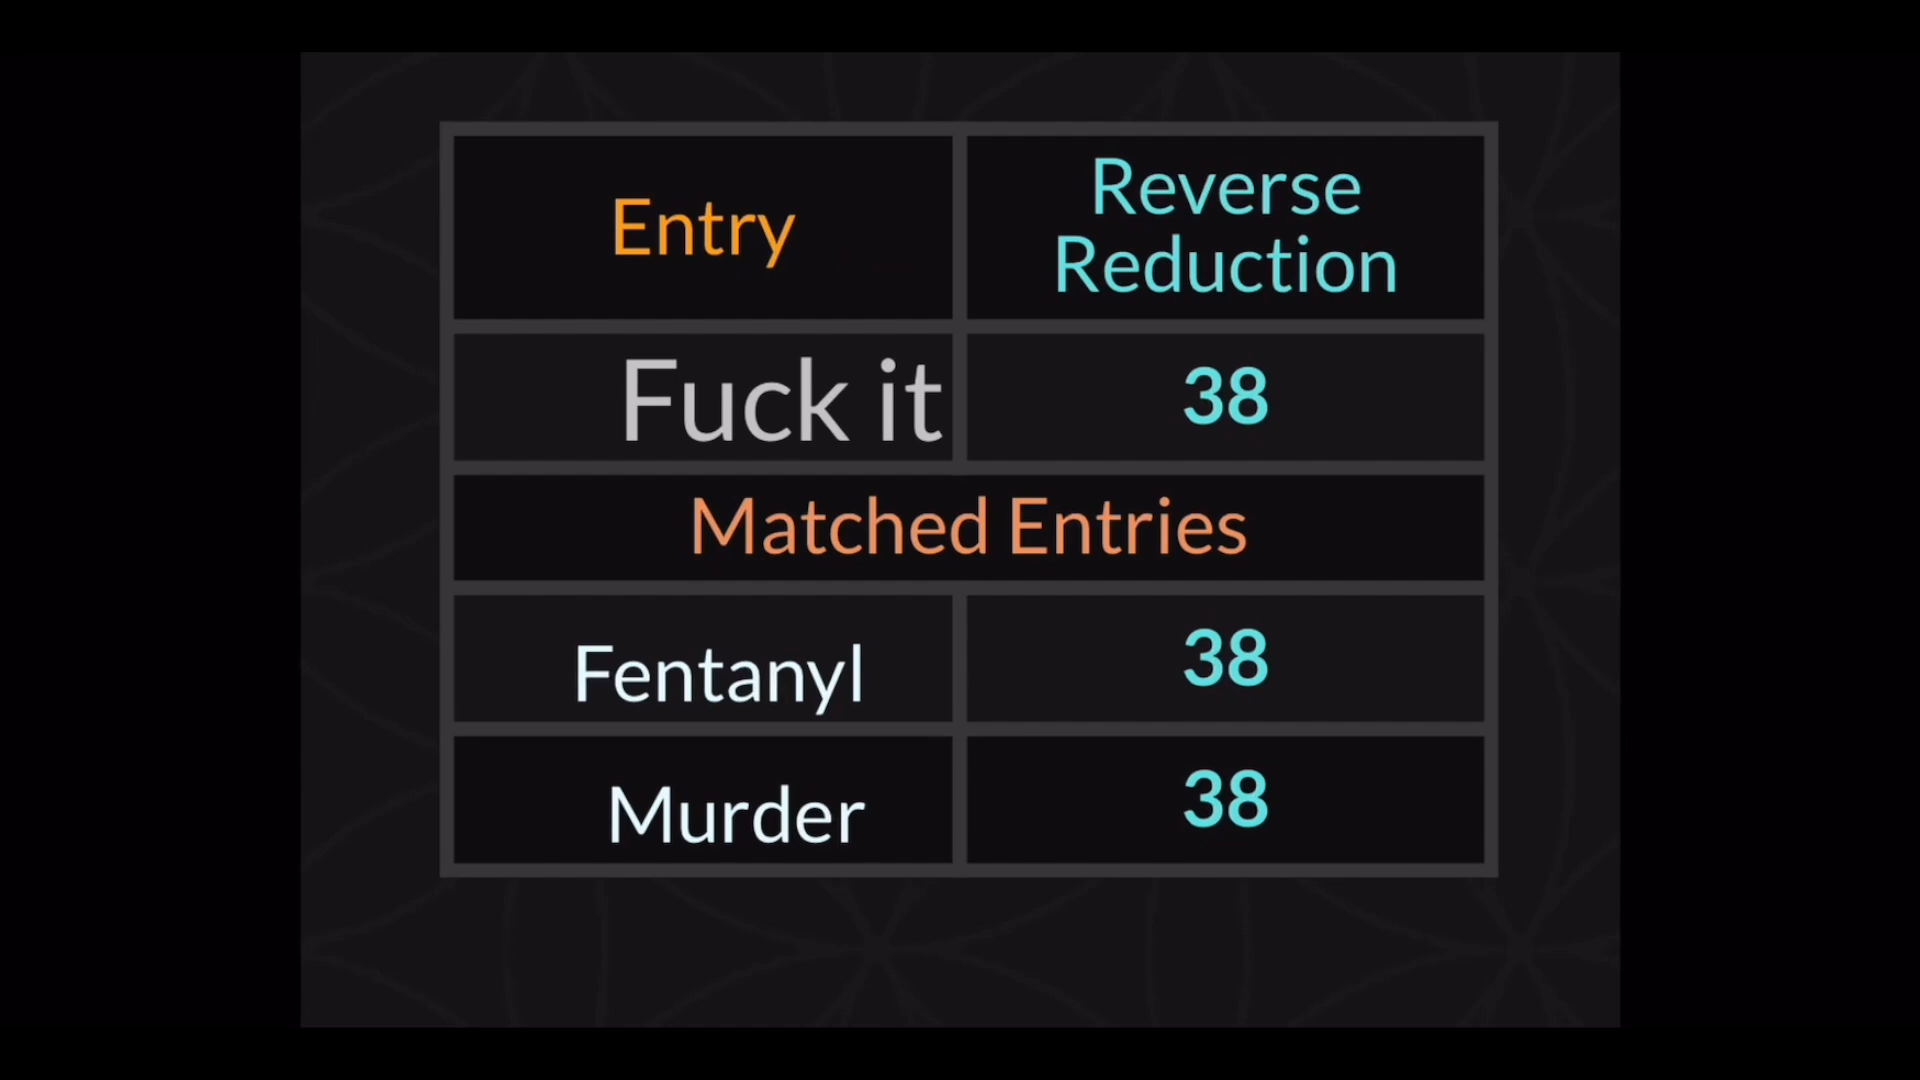 Entry
Reverse
Reduction
Fuck it
38
Matched Entries
Fentanyl
38
Murder
38